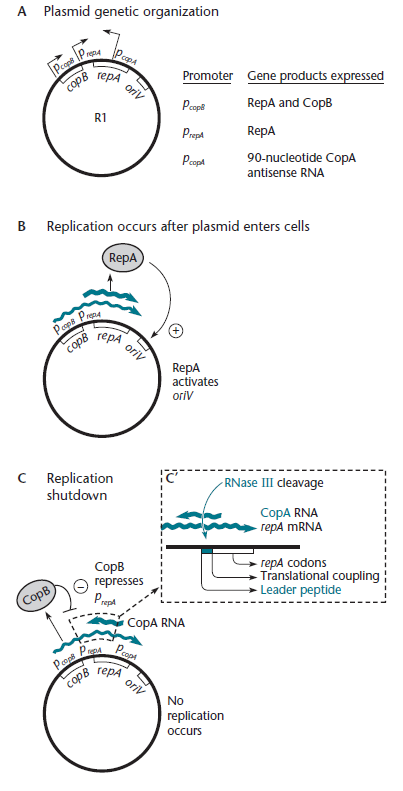 A Plasmid genetic organization
PcopB PrepA PcopA
copB repA oriV
R1
Promoter Gene products expressed
PcopB RepA and CopB
PrepA RepA
PcopA 90-nucleotide CopA
antisense RNA
B Replication occurs after plasmid enters cells
RepA
+
PcopB PrepA
copB repA oriV
RepA
activates
oriV
C Replication
shutdown
C'
RNase III cleavage
CopA RNA
repA mRNA
repA codons
Translational coupling
Leader peptide
CopB
−
CopB
represses
PrepA
CopA RNA
PcopB PrepA PcopA
copB repA oriV
No
replication
occurs